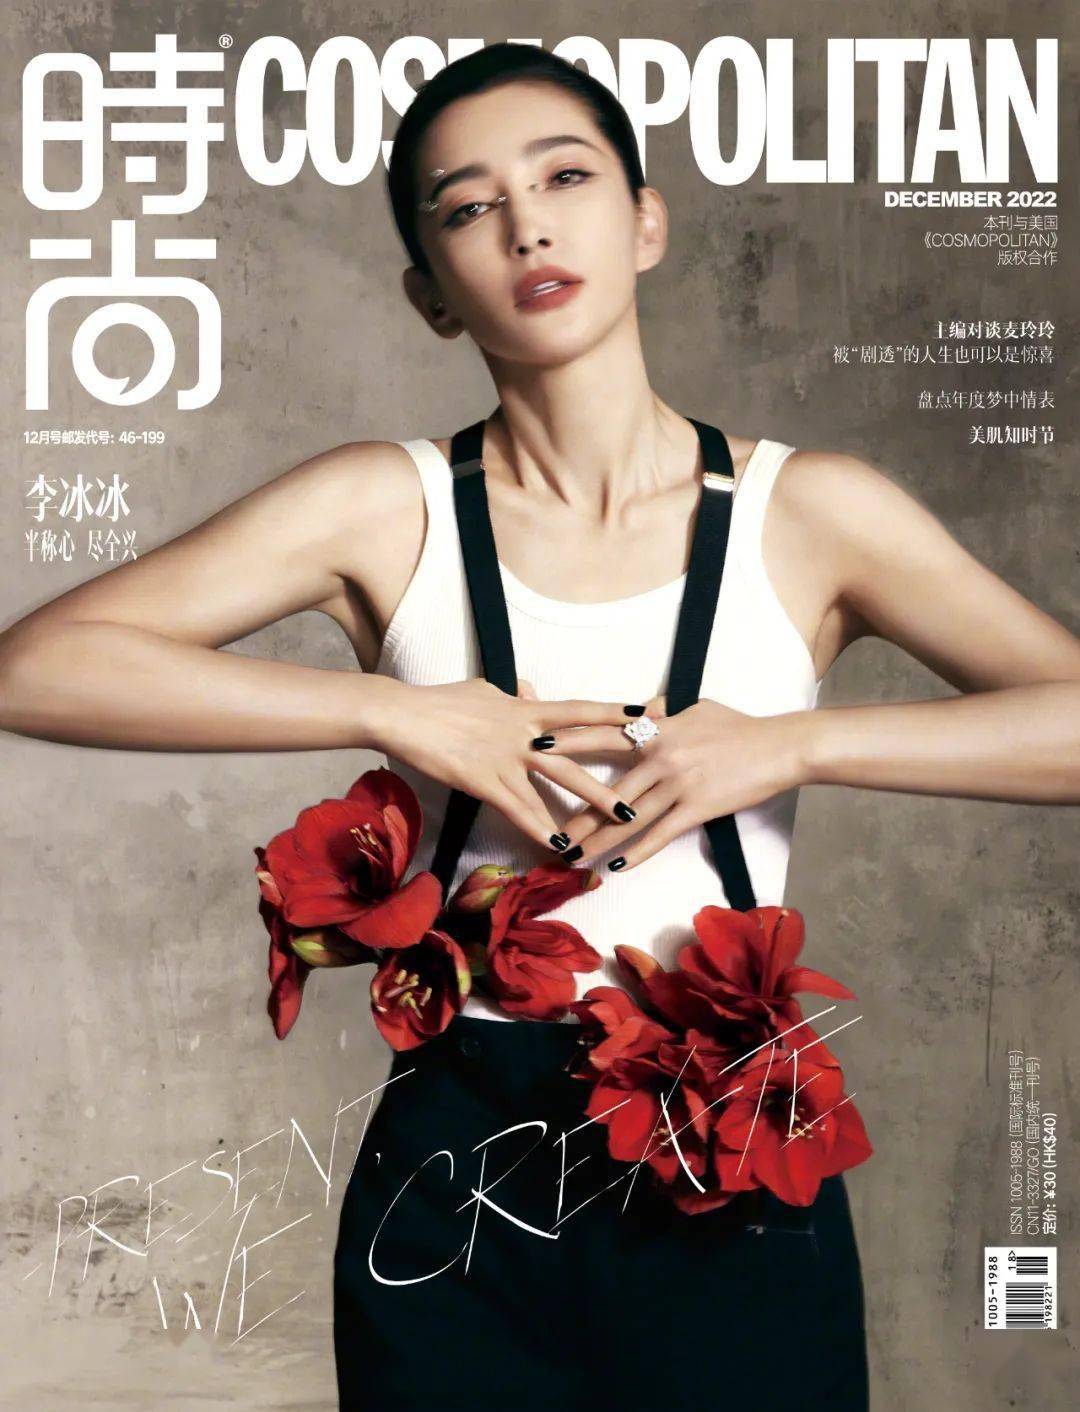 時尚
®
COSMOPOLITAN
DECEMBER 2022
本刊与美国
《COSMOPOLITAN》
版权合作
主编对谈麦玲玲
被“剧透”的人生也可以是惊喜
盘点年度梦中情表
美肌知时节
12月号邮发代号：46-199
李冰冰
半称心 尽全兴
PRESENT,
WE CREATE
ISSN 1005-1988 (国际标准刊号)
CN11-3327/GO (国内统一刊号)
定价：¥30 (HK$40)
1005-1988
18>
198221